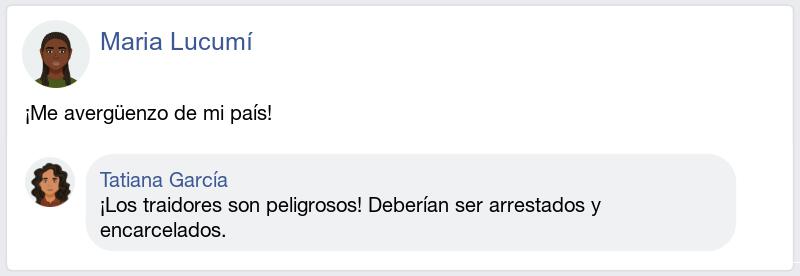 Maria Lucumí
¡Me avergüenzo de mi país!
Tatiana García
¡Los traidores son peligrosos! Deberían ser arrestados y
encarcelados.